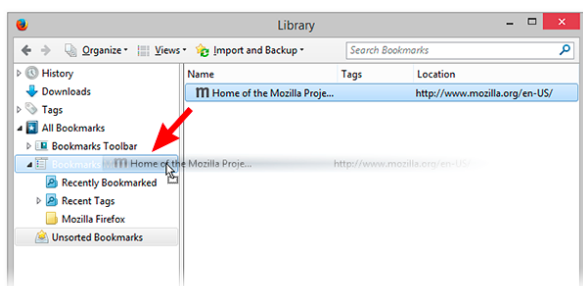 Library
Organize Views Import and Backup Search Bookmarks
History
Downloads
Tags
All Bookmarks
Bookmarks Toolbar
Bookmarks
Recently Bookmarked
Recent Tags
Mozilla Firefox
Unsorted Bookmarks
Name Tags Location
m Home of the Mozilla Proje... http://www.mozilla.org/en-US/
m Home of the Mozilla Proje... http://www.mozilla.org/en-US/